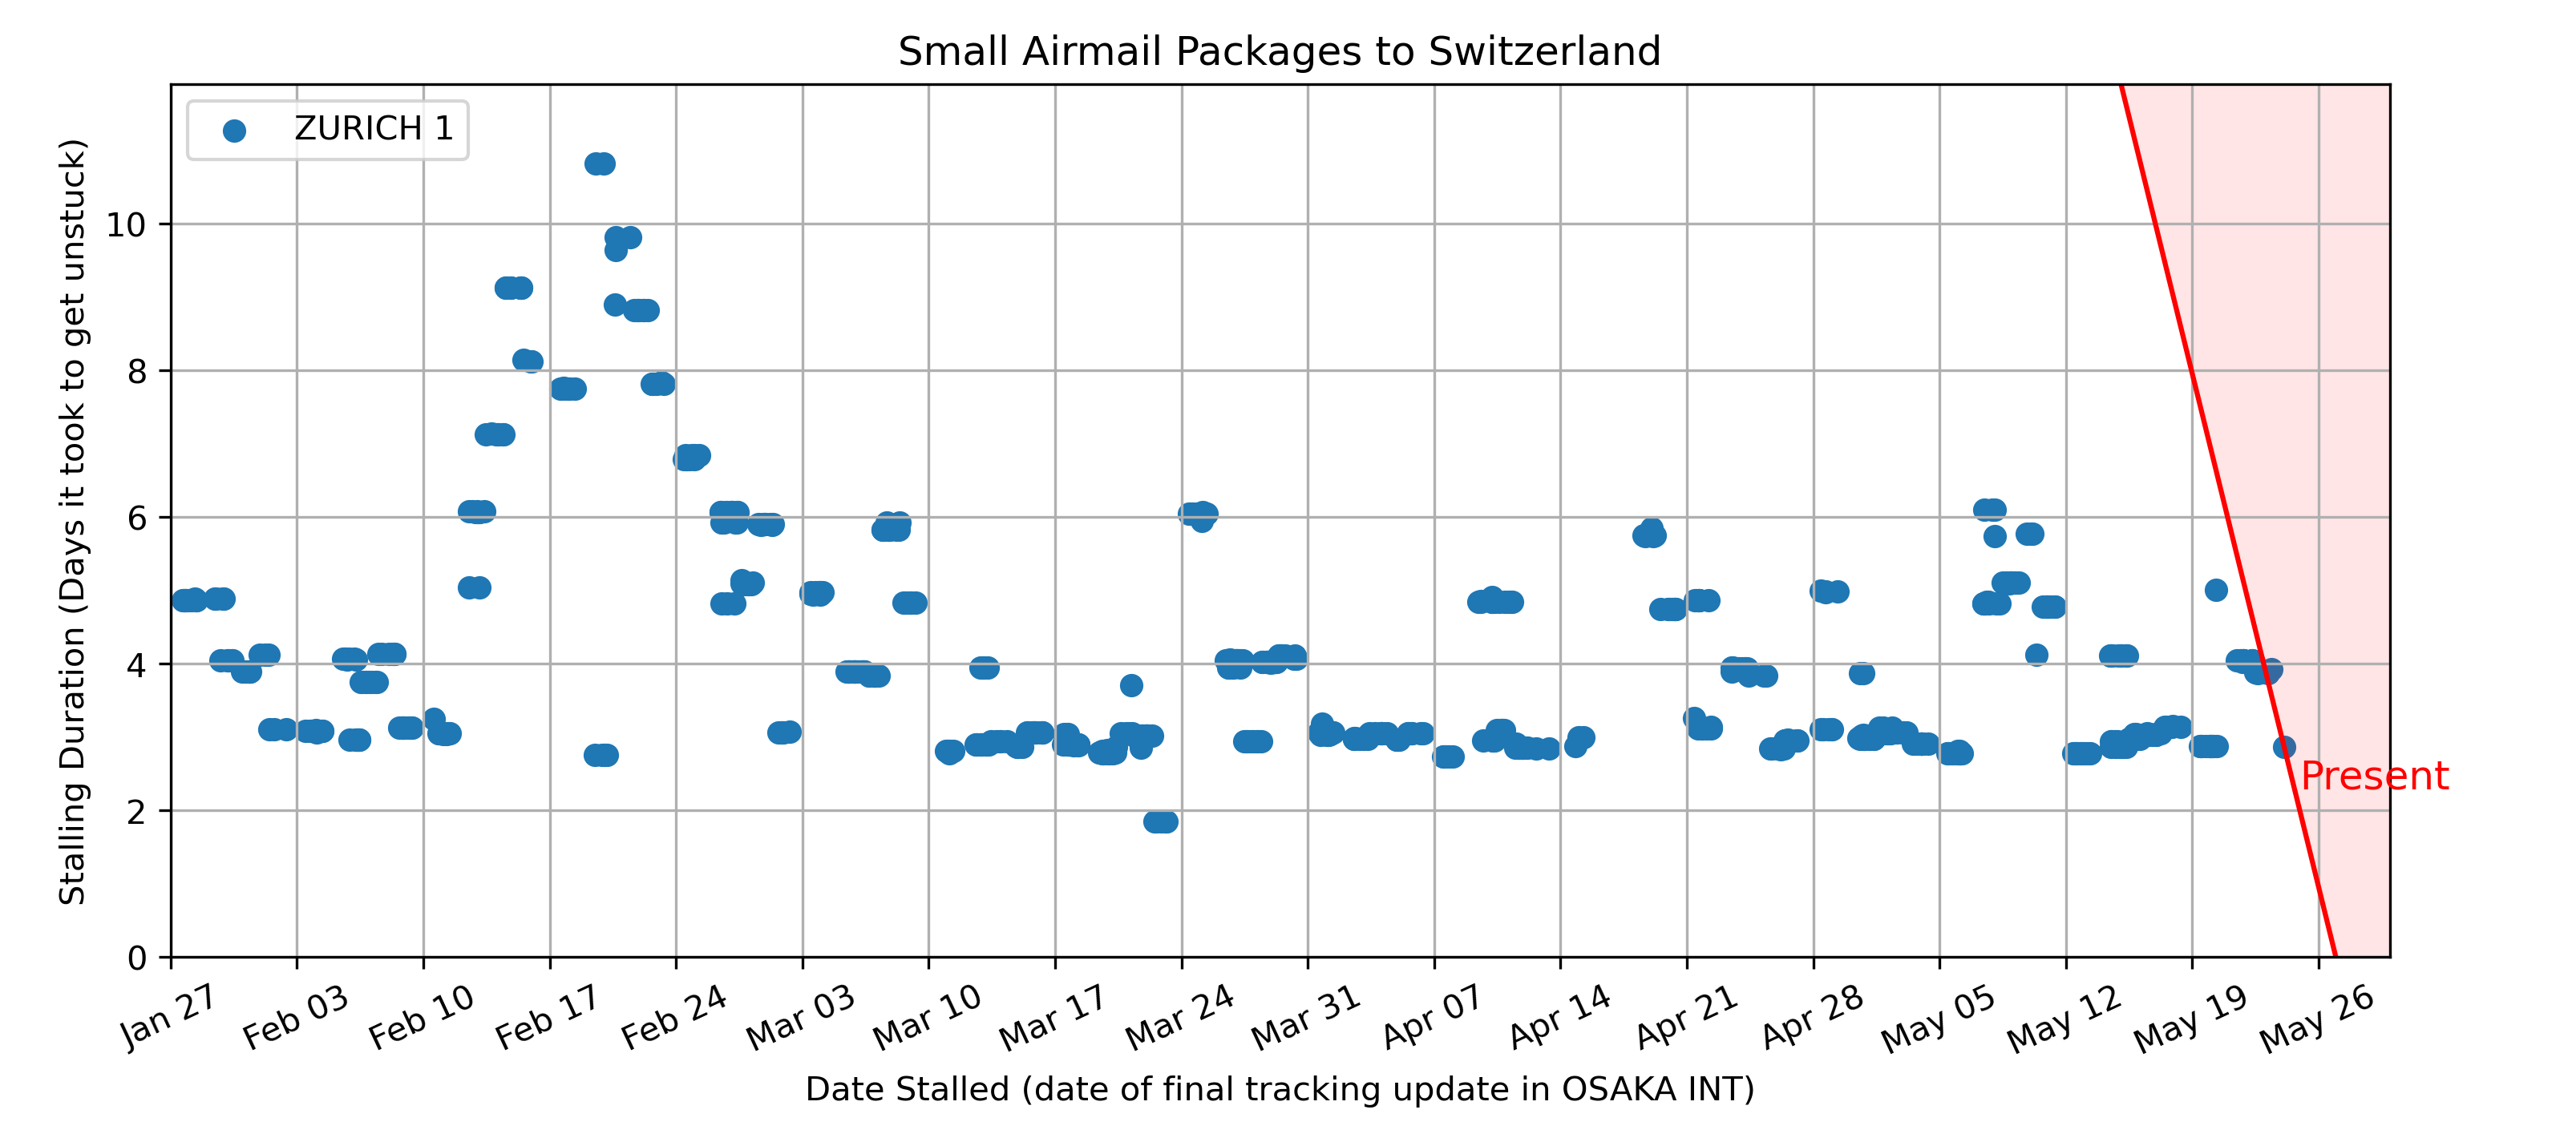 Small Airmail Packages to Switzerland
ZURICH 1
Stalling Duration (Days it took to get unstuck)
10
8
6
4
2
0
Present
Jan 27
Feb 03
Feb 10
Feb 17
Feb 24
Mar 03
Mar 10
Mar 17
Mar 24
Mar 31
Apr 07
Apr 14
Apr 21
Apr 28
May 05
May 12
May 19
May 26
Date Stalled (date of final tracking update in OSAKA INT)